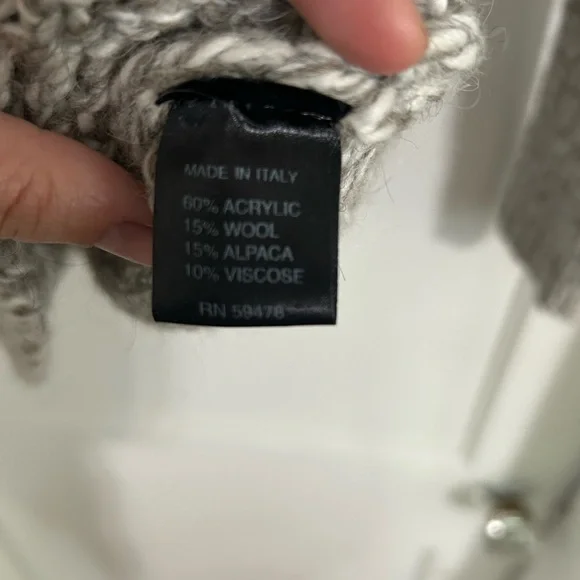 MADE IN ITALY
60% ACRYLIC
15% WOOL
15% ALPACA
10% VISCOSE
RN 59478